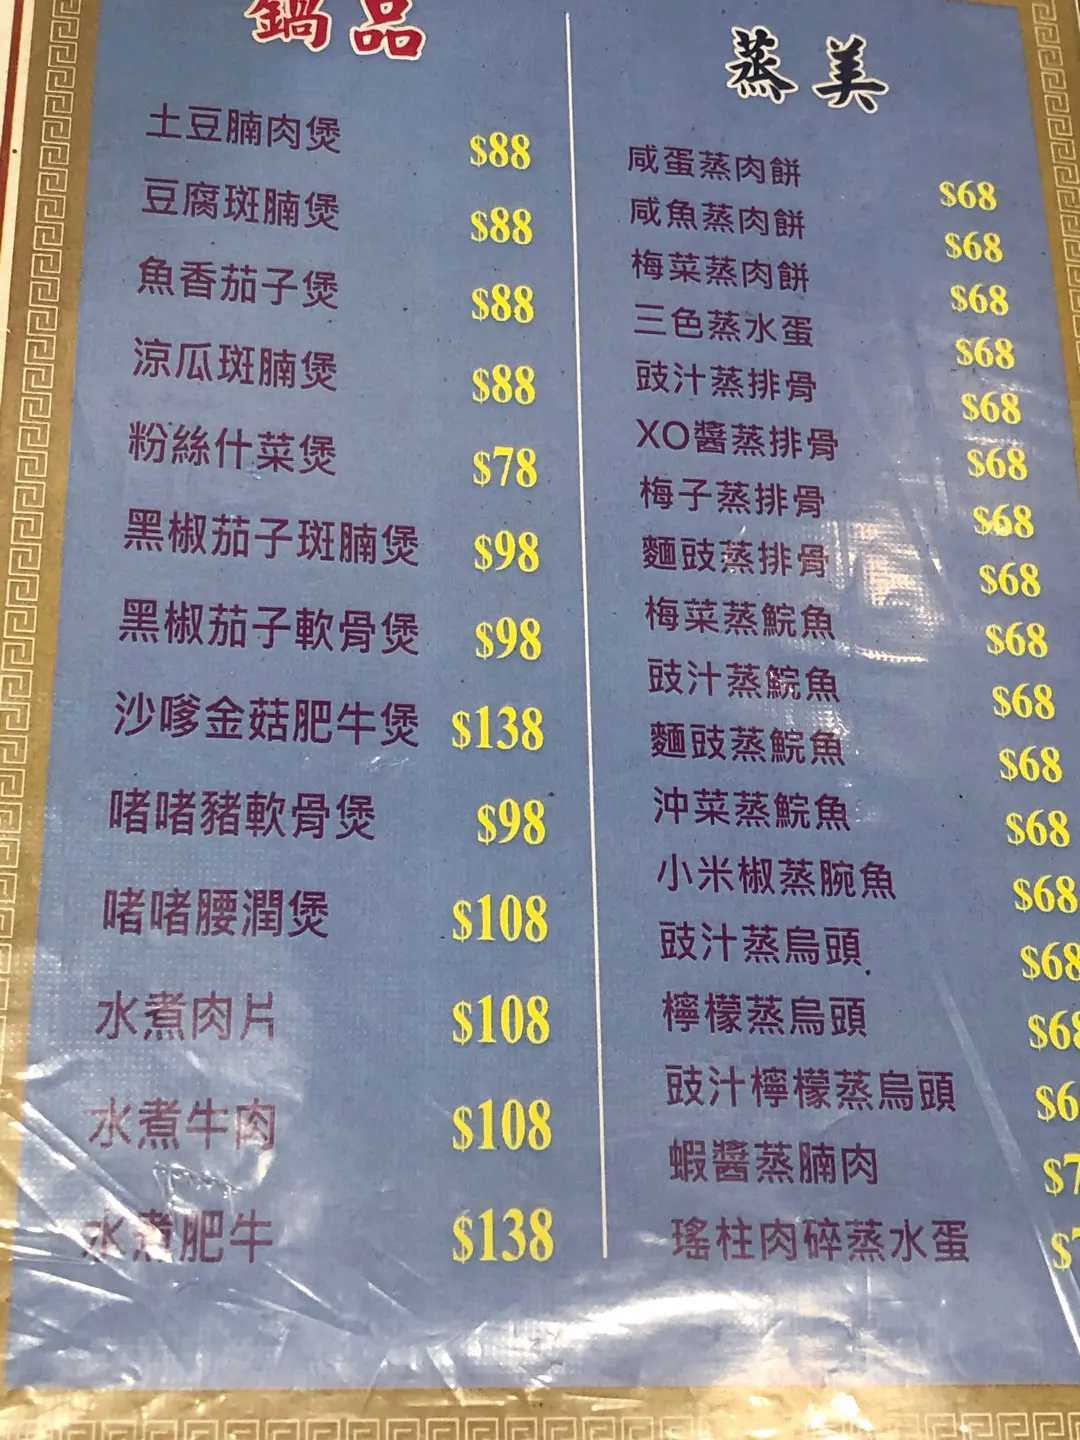 鍋品
土豆腩肉煲 $88
豆腐斑腩煲 $88
魚香茄子煲 $88
涼瓜斑腩煲 $88
粉絲什菜煲 $78
黑椒茄子斑腩煲 $98
黑椒茄子軟骨煲 $98
沙嗲金菇肥牛煲 $138
啫啫豬軟骨煲 $98
啫啫腰潤煲 $108
水煮肉片 $108
水煮牛肉 $108
水煮肥牛 $138
蒸美
咸蛋蒸肉餅 $68
咸魚蒸肉餅 $68
梅菜蒸肉餅 $68
三色蒸水蛋 $68
豉汁蒸排骨 $68
XO醬蒸排骨 $68
梅子蒸排骨 $68
麵豉蒸排骨 $68
梅菜蒸鯇魚 $68
豉汁蒸鯇魚 $68
麵豉蒸鯇魚 $68
沖菜蒸鯇魚 $68
小米椒蒸腕魚 $68
豉汁蒸烏頭 $68
檸檬蒸烏頭 $68
豉汁檸檬蒸烏頭 $6
蝦醬蒸腩肉 $7
瑤柱肉碎蒸水蛋 $7